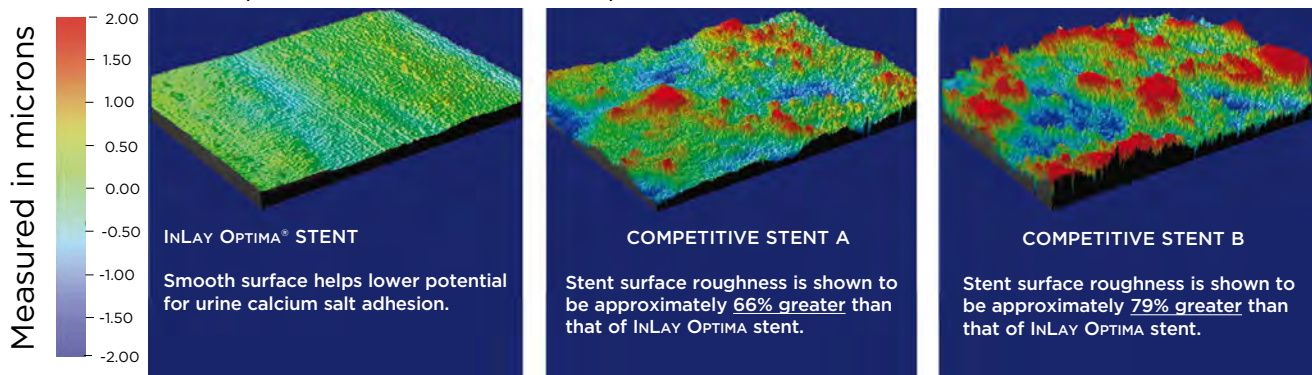 Measured in microns
2.00
1.50
1.00
0.50
0.00
-0.50
-1.00
-1.50
-2.00
INLAY OPTIMA® STENT
Smooth surface helps lower potential
for urine calcium salt adhesion.
COMPETITIVE STENT A
Stent surface roughness is shown to
be approximately 66% greater than
that of INLAY OPTIMA stent.
COMPETITIVE STENT B
Stent surface roughness is shown to
be approximately 79% greater than
that of INLAY OPTIMA stent.